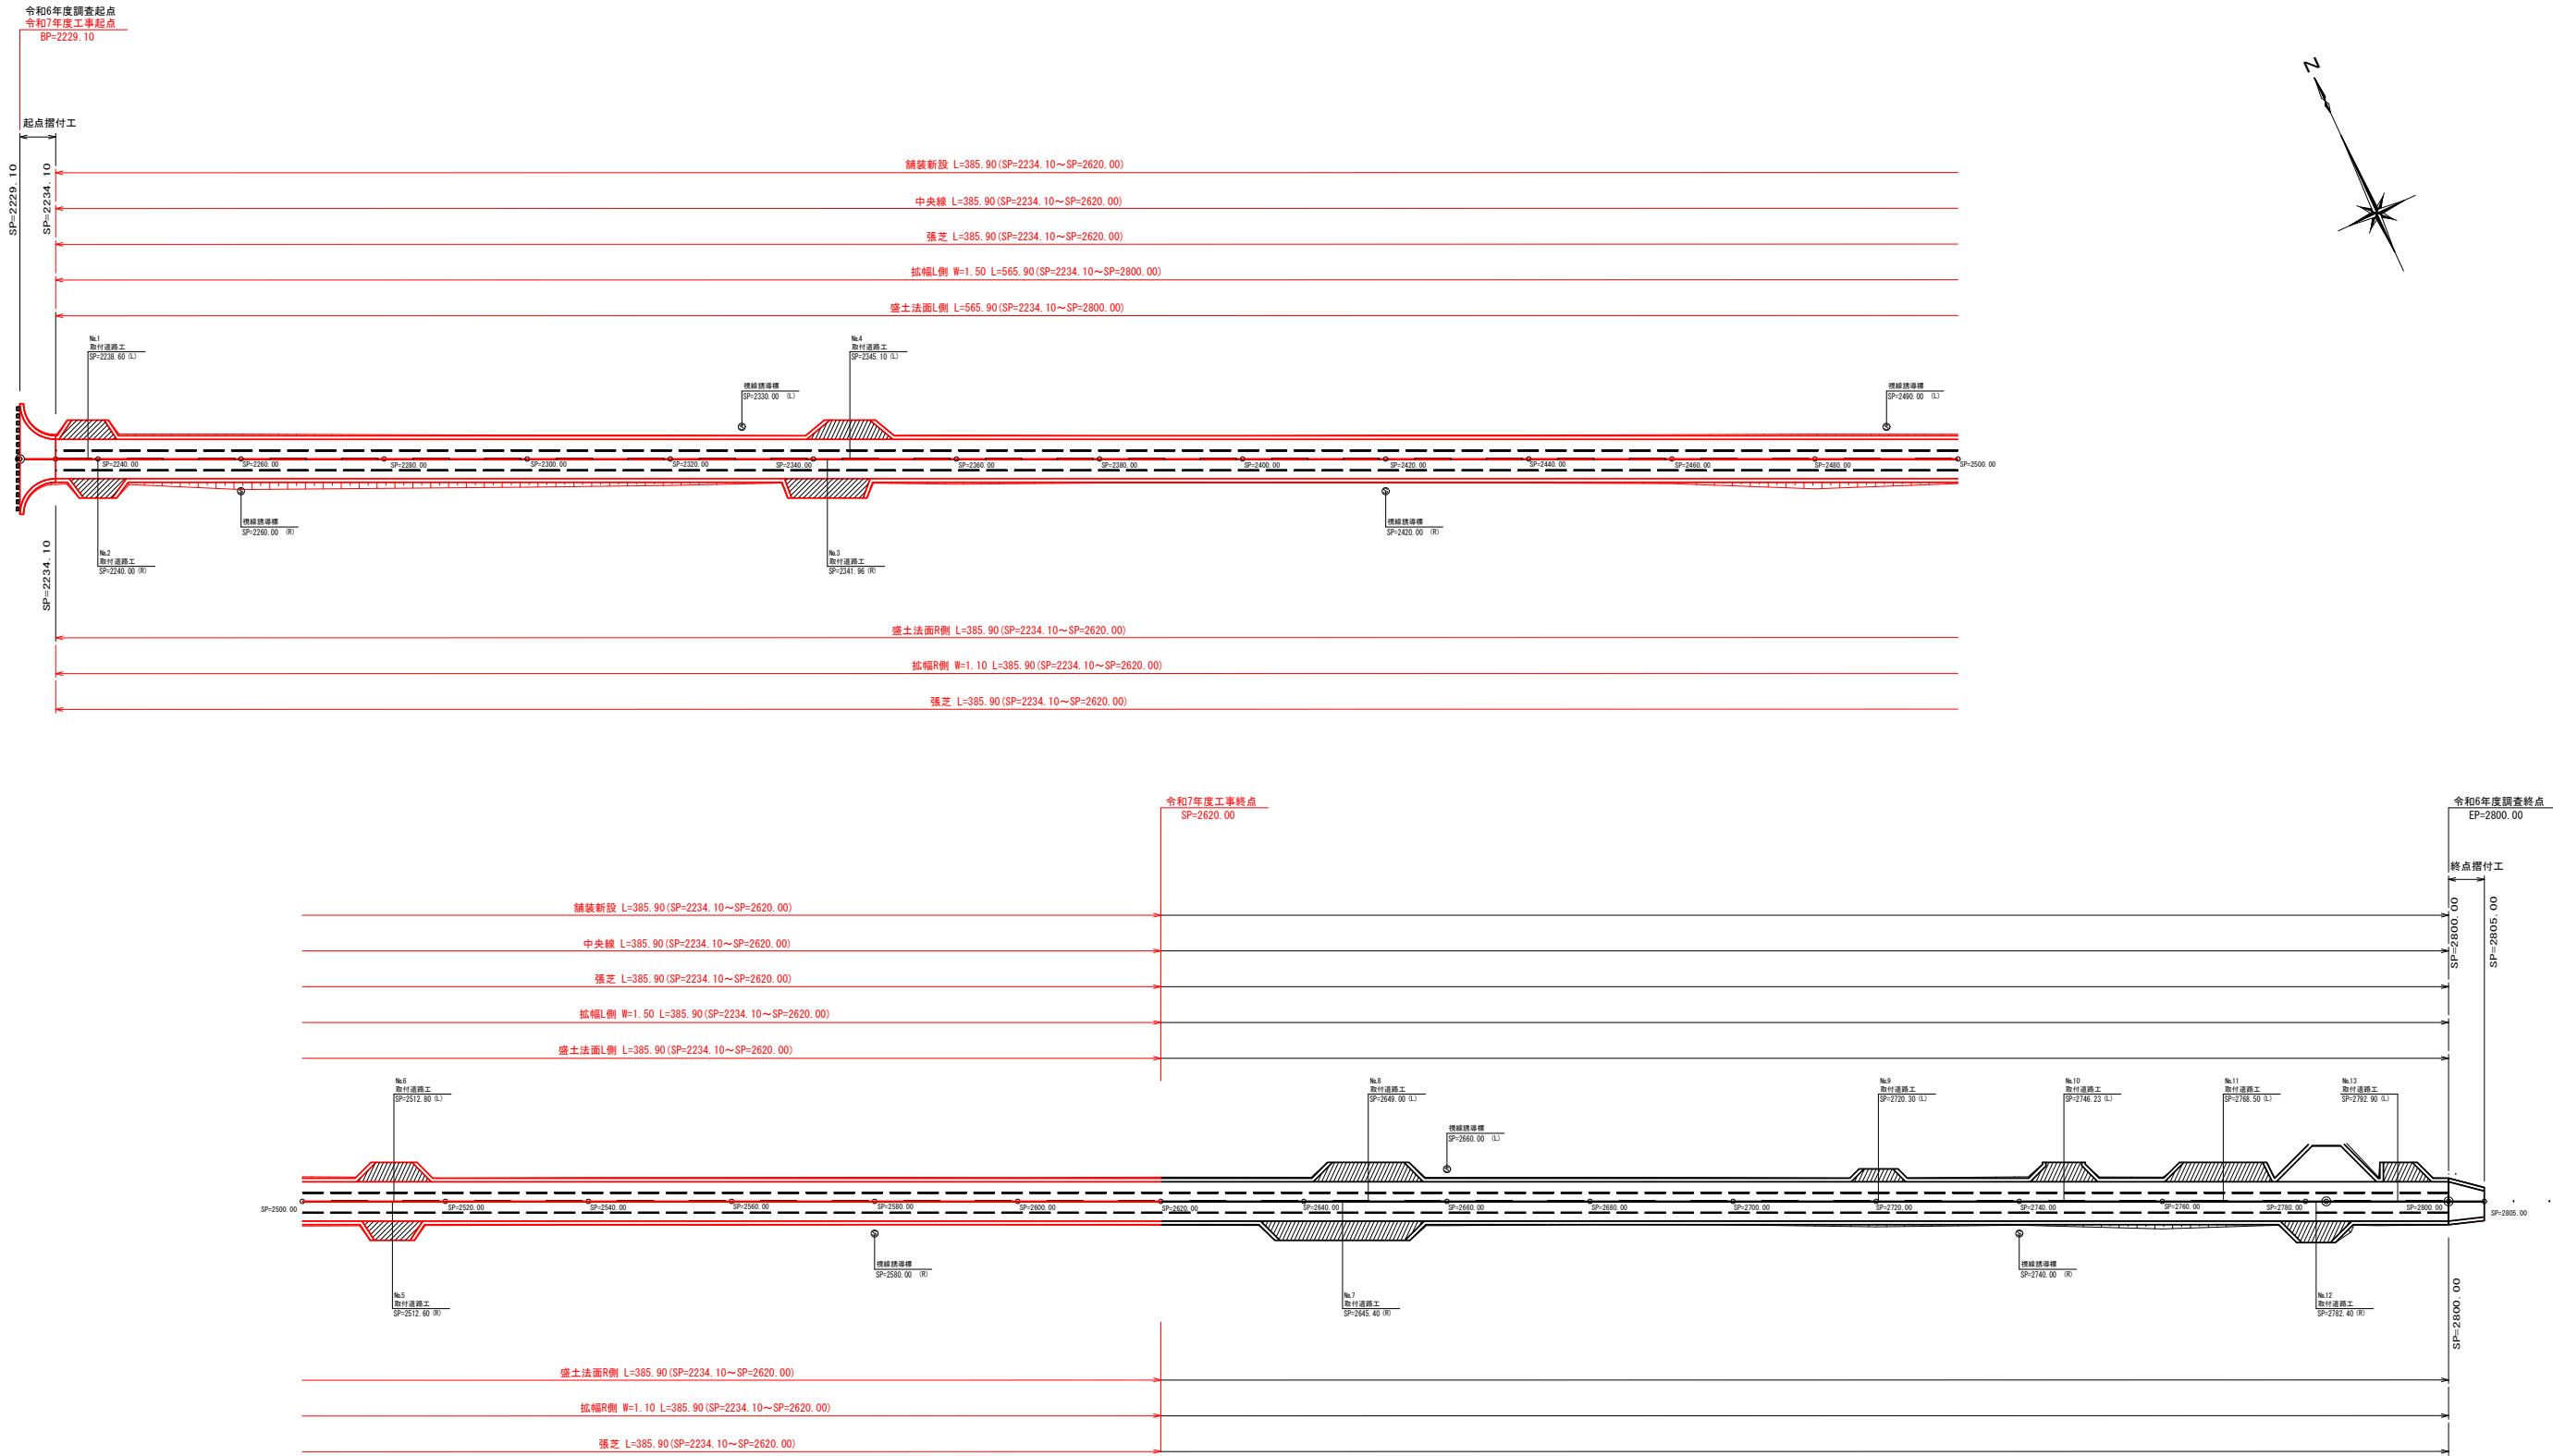 令和6年度調査起点
令和7年度工事起点
BP=2229.10
N
起点摺付工
SP=2229.10
SP=2234.10
舗装新設 L=385.90(SP=2234.10～SP=2620.00)
中央線 L=385.90(SP=2234.10～SP=2620.00)
張芝 L=385.90(SP=2234.10～SP=2620.00)
拡幅L側 W=1.50 L=565.90(SP=2234.10～SP=2800.00)
盛土法面L側 L=565.90(SP=2234.10～SP=2800.00)
№1
取付道路工
SP=2238.60 (L)
№4
取付道路工
SP=2345.10 (L)
視線誘導標
SP=2330.00 (L)
視線誘導標
SP=2490.00 (L)
SP=2240.00
SP=2260.00
SP=2280.00
SP=2300.00
SP=2320.00
SP=2340.00
SP=2360.00
SP=2380.00
SP=2400.00
SP=2420.00
SP=2440.00
SP=2460.00
SP=2480.00
SP=2500.00
視線誘導標
SP=2260.00 (R)
視線誘導標
SP=2420.00 (R)
№2
取付道路工
SP=2240.00 (R)
№3
取付道路工
SP=2341.96 (R)
SP=2234.10
盛土法面R側 L=385.90(SP=2234.10～SP=2620.00)
拡幅R側 W=1.10 L=385.90(SP=2234.10～SP=2620.00)
張芝 L=385.90(SP=2234.10～SP=2620.00)
令和7年度工事終点
SP=2620.00
令和6年度調査終点
EP=2800.00
終点摺付工
SP=2800.00
SP=2805.00
舗装新設 L=385.90(SP=2234.10～SP=2620.00)
中央線 L=385.90(SP=2234.10～SP=2620.00)
張芝 L=385.90(SP=2234.10～SP=2620.00)
拡幅L側 W=1.50 L=385.90(SP=2234.10～SP=2620.00)
盛土法面L側 L=385.90(SP=2234.10～SP=2620.00)
№6
取付道路工
SP=2512.80 (L)
№8
取付道路工
SP=2649.00 (L)
視線誘導標
SP=2660.00 (L)
№9
取付道路工
SP=2720.30 (L)
№10
取付道路工
SP=2746.23 (L)
№11
取付道路工
SP=2768.50 (L)
№13
取付道路工
SP=2792.90 (L)
SP=2500.00
SP=2520.00
SP=2540.00
SP=2560.00
SP=2580.00
SP=2600.00
SP=2620.00
SP=2640.00
SP=2660.00
SP=2680.00
SP=2700.00
SP=2720.00
SP=2740.00
SP=2760.00
SP=2780.00
SP=2800.00
SP=2805.00
視線誘導標
SP=2580.00 (R)
視線誘導標
SP=2740.00 (R)
№5
取付道路工
SP=2512.60 (R)
№7
取付道路工
SP=2645.40 (R)
№12
取付道路工
SP=2782.40 (R)
SP=2800.00
盛土法面R側 L=385.90(SP=2234.10～SP=2620.00)
拡幅R側 W=1.10 L=385.90(SP=2234.10～SP=2620.00)
張芝 L=385.90(SP=2234.10～SP=2620.00)